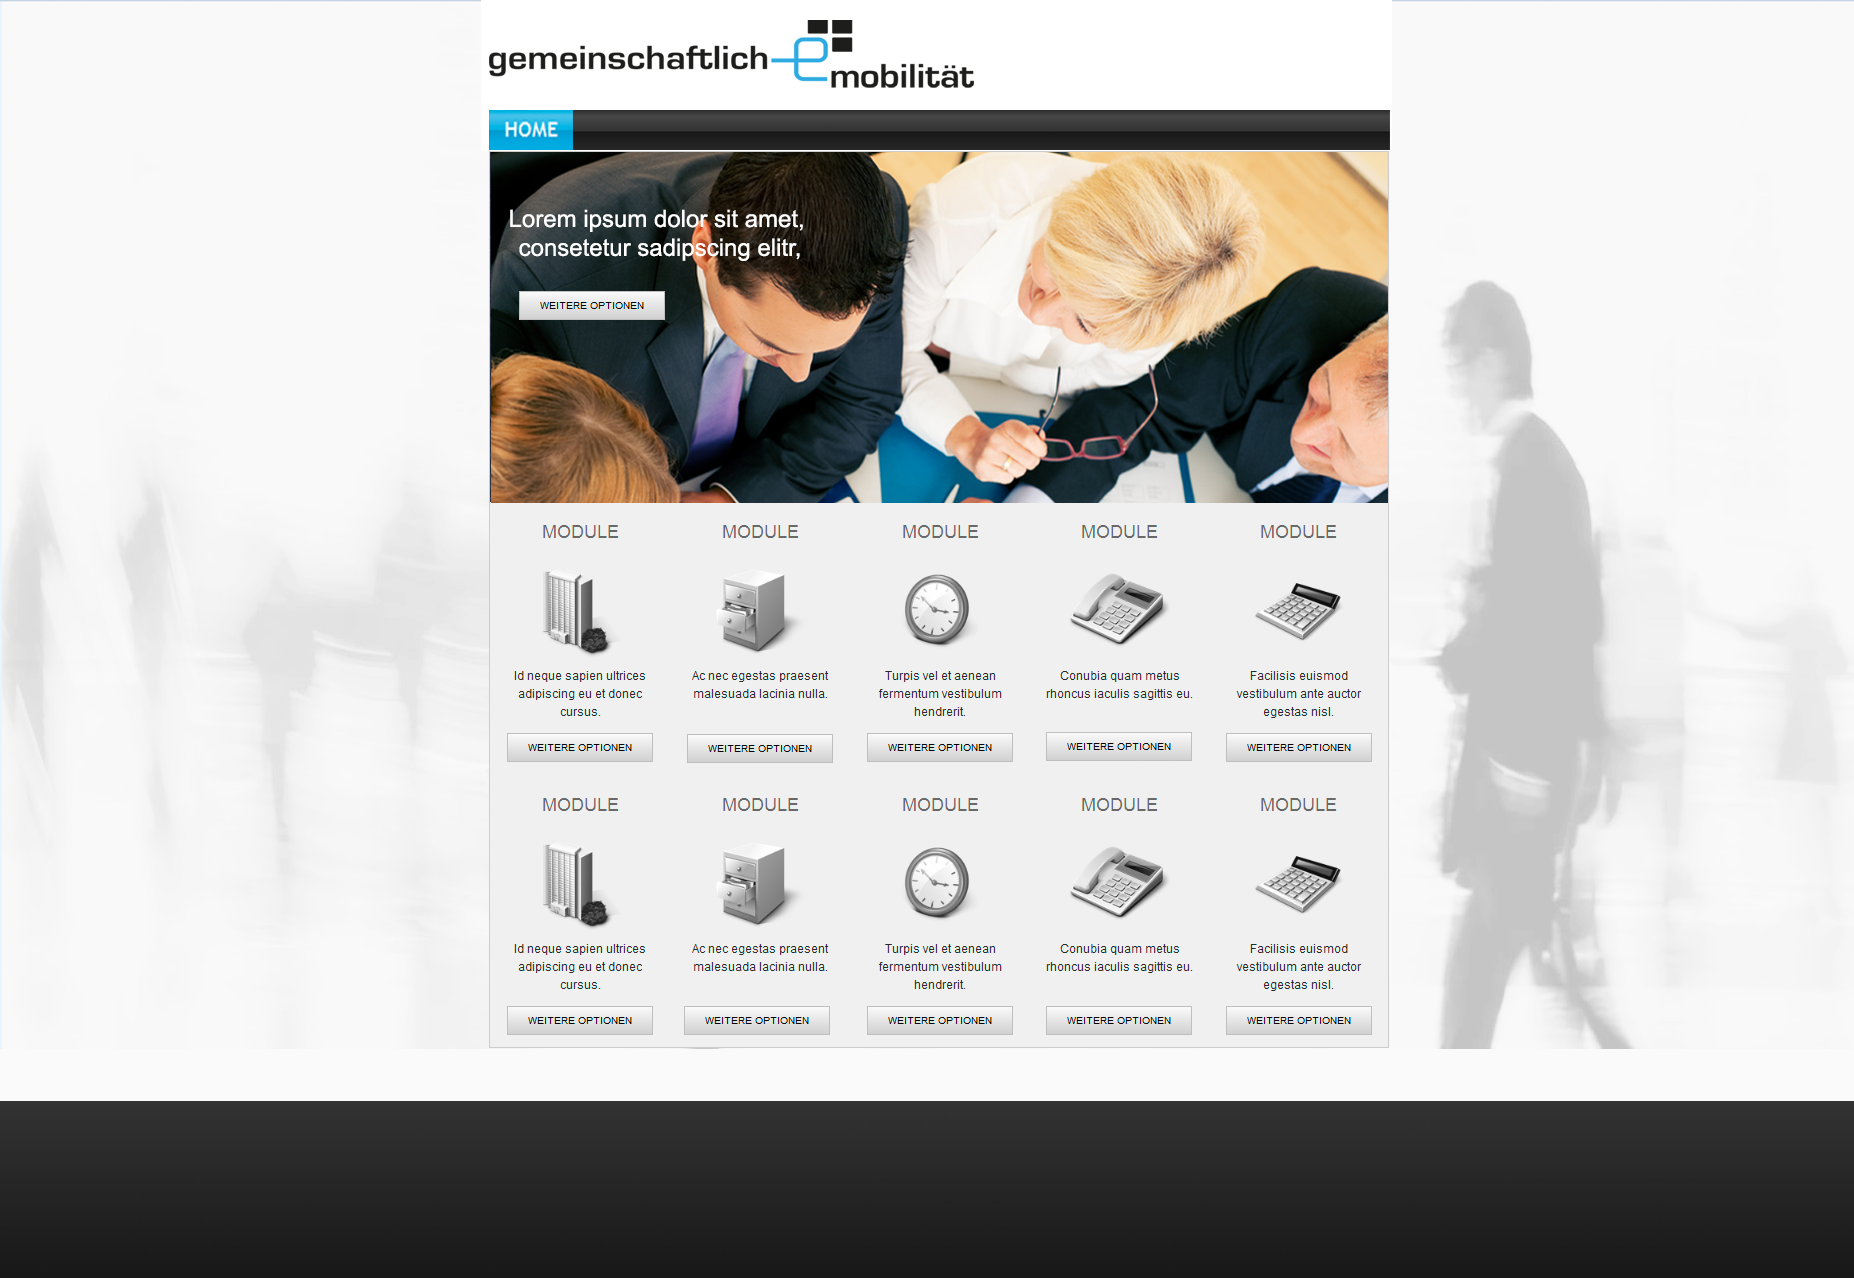 gemeinschaftlich e mobilität
HOME
Lorem ipsum dolor sit amet,
consetetur sadipscing elitr,
WEITERE OPTIONEN
MODULE MODULE MODULE MODULE MODULE
Id neque sapien ultrices
adipiscing eu et donec
cursus.
Ac nec egestas praesent
malesuada lacinia nulla.
Turpis vel et aenean
fermentum vestibulum
hendrerit.
Conubia quam metus
rhoncus iaculis sagittis eu.
Facilisis euismod
vestibulum ante auctor
egestas nisl.
WEITERE OPTIONEN WEITERE OPTIONEN WEITERE OPTIONEN WEITERE OPTIONEN WEITERE OPTIONEN
MODULE MODULE MODULE MODULE MODULE
Id neque sapien ultrices
adipiscing eu et donec
cursus.
Ac nec egestas praesent
malesuada lacinia nulla.
Turpis vel et aenean
fermentum vestibulum
hendrerit.
Conubia quam metus
rhoncus iaculis sagittis eu.
Facilisis euismod
vestibulum ante auctor
egestas nisl.
WEITERE OPTIONEN WEITERE OPTIONEN WEITERE OPTIONEN WEITERE OPTIONEN WEITERE OPTIONEN